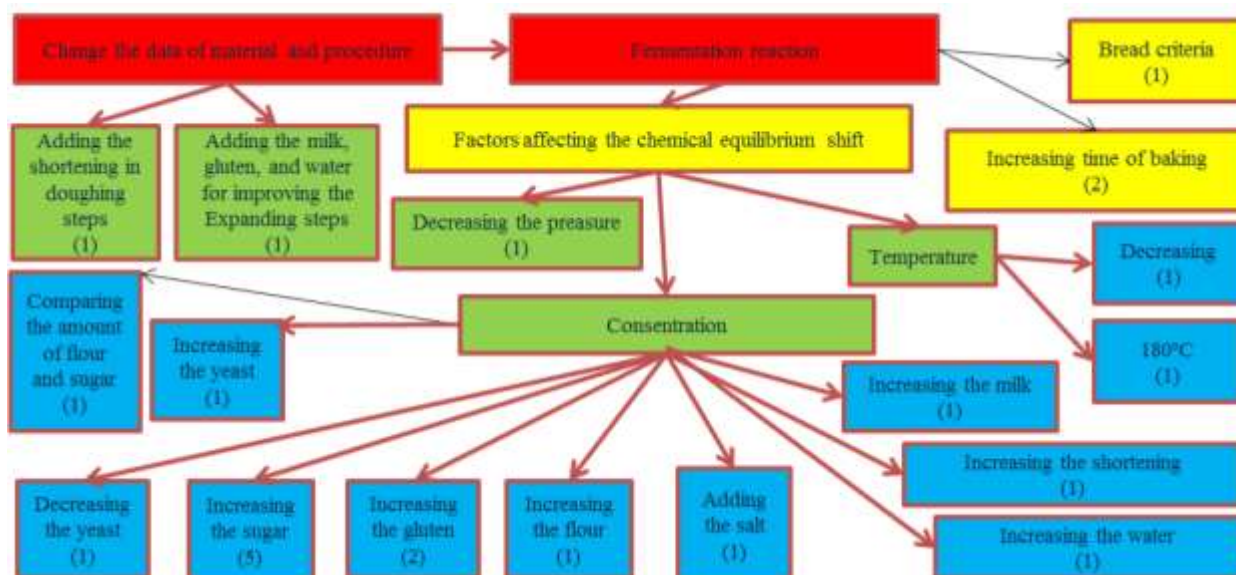 Change the data of material and procedure
Fermentation reaction
Bread criteria
(1)
Adding the
shortening in
doughing
steps
(1)
Adding the milk,
gluten, and water
for improving the
Expanding steps
(1)
Factors affecting the chemical equilibrium shift
Increasing time of baking
(2)
Decreasing the preasure
(1)
Temperature
Decreasing
(1)
Comparing
the amount
of flour
and sugar
(1)
Increasing
the yeast
(1)
Consentration
180°C
(1)
Increasing the milk
(1)
Decreasing
the yeast
(1)
Increasing
the sugar
(5)
Increasing
the gluten
(2)
Increasing
the flour
(1)
Adding
the salt
(1)
Increasing the shortening
(1)
Increasing the water
(1)